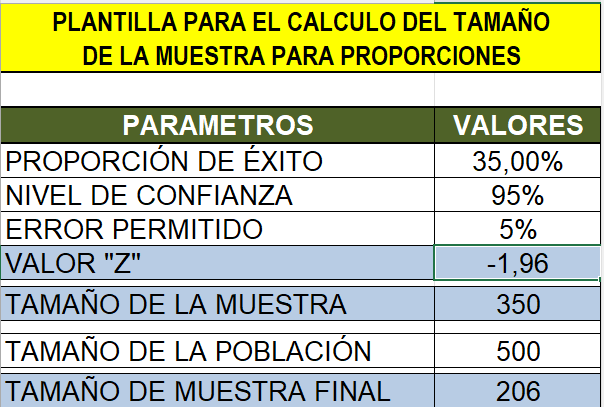 PLANTILLA PARA EL CALCULO DEL TAMAÑO
DE LA MUESTRA PARA PROPORCIONES
PARAMETROS VALORES
PROPORCIÓN DE ÉXITO 35,00%
NIVEL DE CONFIANZA 95%
ERROR PERMITIDO 5%
VALOR "Z" -1,96
TAMAÑO DE LA MUESTRA 350
TAMAÑO DE LA POBLACIÓN 500
TAMAÑO DE MUESTRA FINAL 206